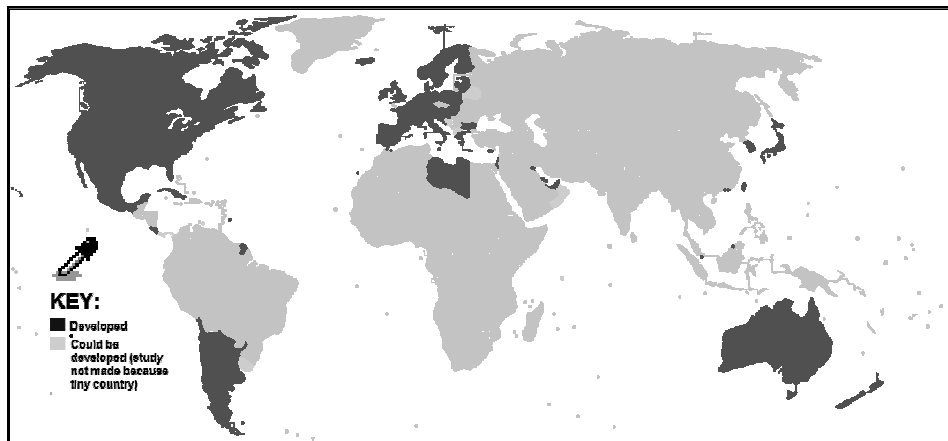 KEY:
Developed
Could be
developed (study
not made because
tiny country)